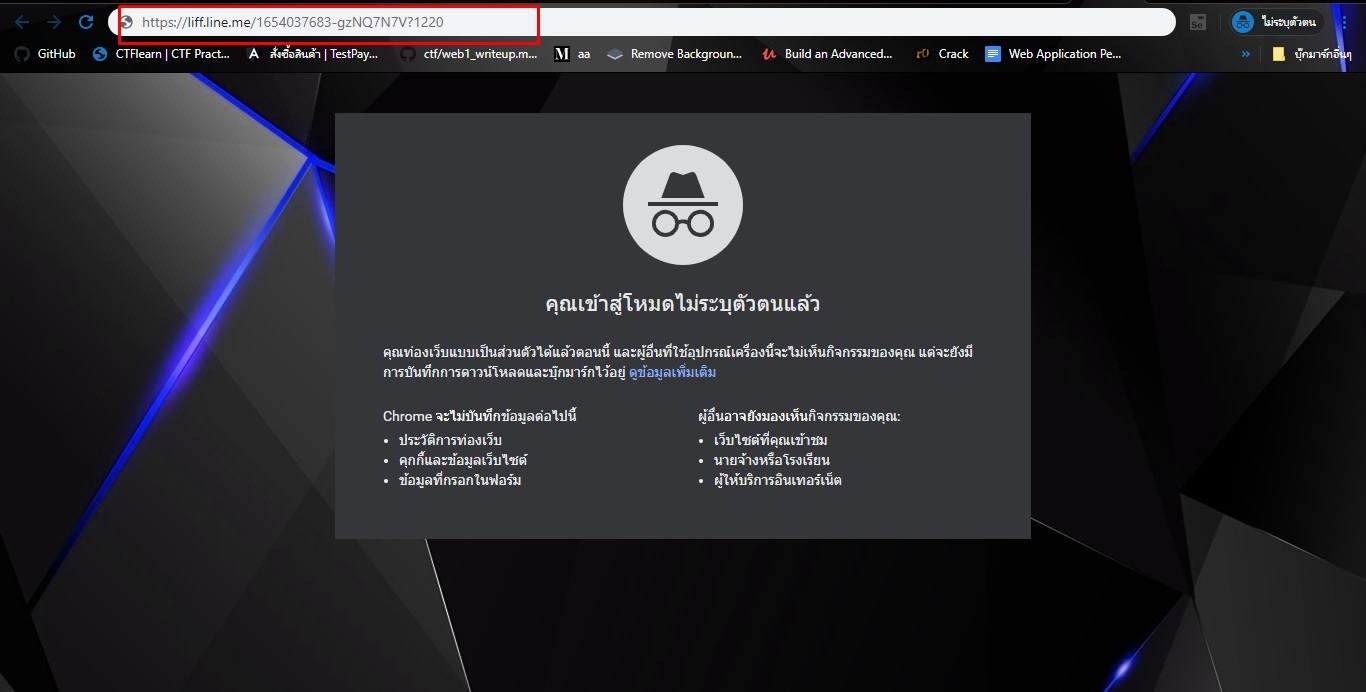 https://liff.line.me/1654037683-gzNQ7N7V?1220
Se
ไม่ระบุตัวตน
GitHub
CTFlearn | CTF Pract...
สั่งซื้อสินค้า | TestPay...
ctf/web1_writeup.m...
M aa
Remove Backgroun...
Build an Advanced...
Crack
Web Application Pe...
»
บุ๊กมาร์กอื่นๆ
คุณเข้าสู่โหมดไม่ระบุตัวตนแล้ว
คุณท่องเว็บแบบเป็นส่วนตัวได้แล้วตอนนี้ และผู้อื่นที่ใช้อุปกรณ์เครื่องนี้จะไม่เห็นกิจกรรมของคุณ แต่จะยังมี
การบันทึกการดาวน์โหลดและบุ๊กมาร์กไว้อยู่ ดูข้อมูลเพิ่มเติม
Chrome จะไม่บันทึกข้อมูลต่อไปนี้
• ประวัติการท่องเว็บ
• คุกกี้และข้อมูลเว็บไซต์
• ข้อมูลที่กรอกในฟอร์ม
ผู้อื่นอาจยังมองเห็นกิจกรรมของคุณ:
• เว็บไซต์ที่คุณเข้าชม
• นายจ้างหรือโรงเรียน
• ผู้ให้บริการอินเทอร์เน็ต